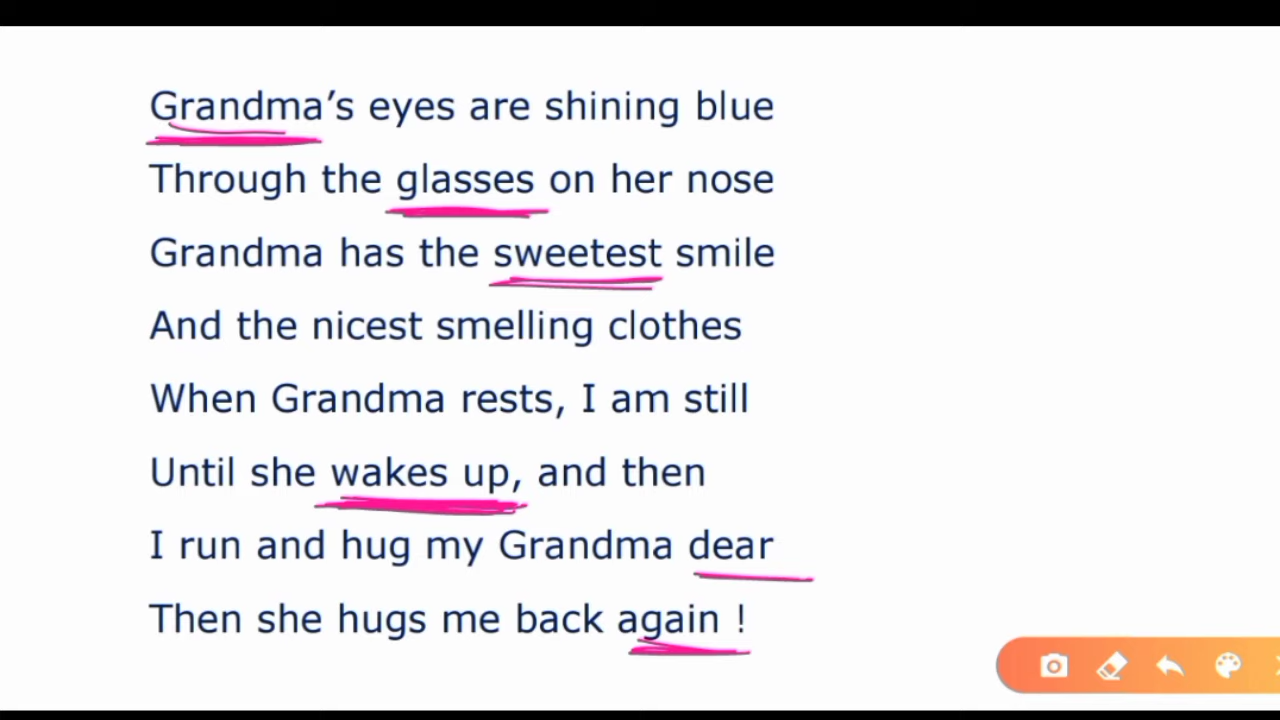 Grandma’s eyes are shining blue
Through the glasses on her nose
Grandma has the sweetest smile
And the nicest smelling clothes
When Grandma rests, I am still
Until she wakes up, and then
I run and hug my Grandma dear
Then she hugs me back again !